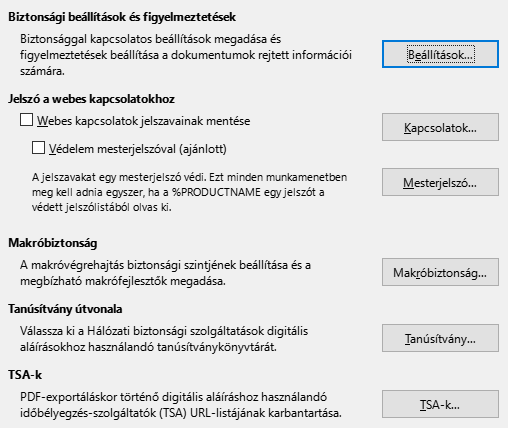 Biztonsági beállítások és figyelmeztetések
Biztonsággal kapcsolatos beállítások megadása és
figyelmeztetések beállítása a dokumentumok rejtett információi
számára.
Beállítások...
Jelszó a webes kapcsolatokhoz
Webes kapcsolatok jelszavainak mentése
Kapcsolatok...
Védelem mesterjelszóval (ajánlott)
A jelszavakat egy mesterjelszó védi. Ezt minden munkamenetben
meg kell adnia egyszer, ha a %PRODUCTNAME egy jelszót a
védett jelszólistából olvas ki.
Mesterjelszó...
Makróbiztonság
A makróvégrehajtás biztonsági szintjének beállítása és a
megbízható makrófejlesztők megadása.
Makróbiztonság...
Tanúsítvány útvonala
Válassza ki a Hálózati biztonsági szolgáltatások digitális
aláírásokhoz használandó tanúsítványkönyvtárát.
Tanúsítvány...
TSA-k
PDF-exportáláskor történő digitális aláíráshoz használandó
időbélyegzés-szolgáltatók (TSA) URL-listájának karbantartása.
TSA-k...